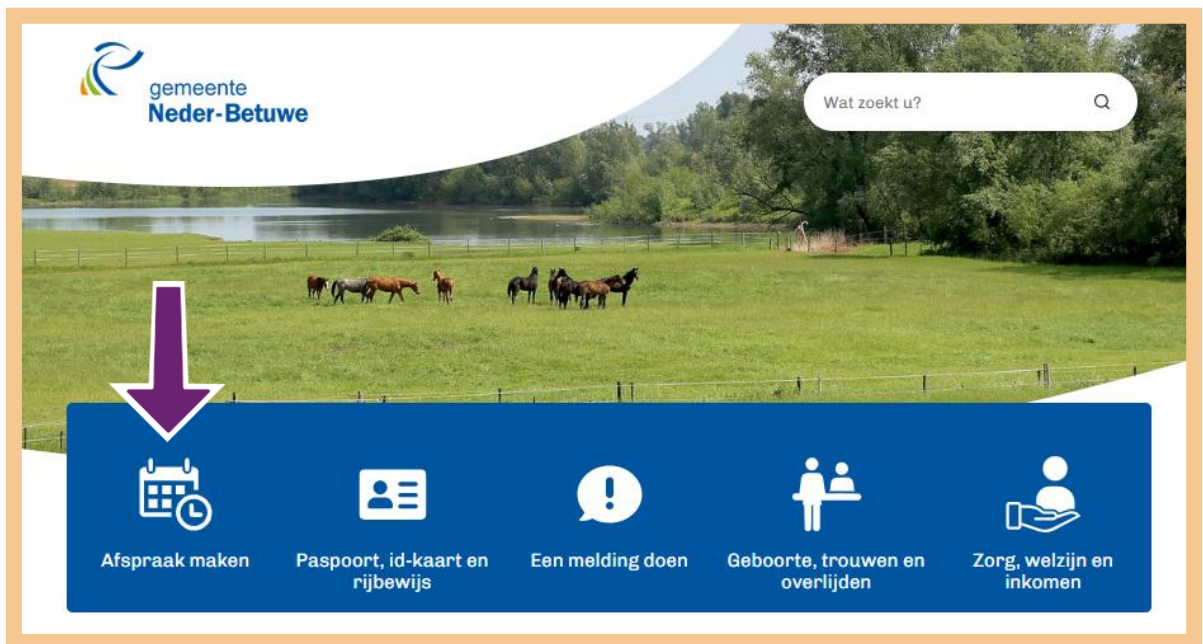 gemeente
Neder-Betuwe
Wat zoekt u?
Afspraak maken
Paspoort, id-kaart en
rijbewijs
Een melding doen
Geboorte, trouwen en
overlijden
Zorg, welzijn en
inkomen